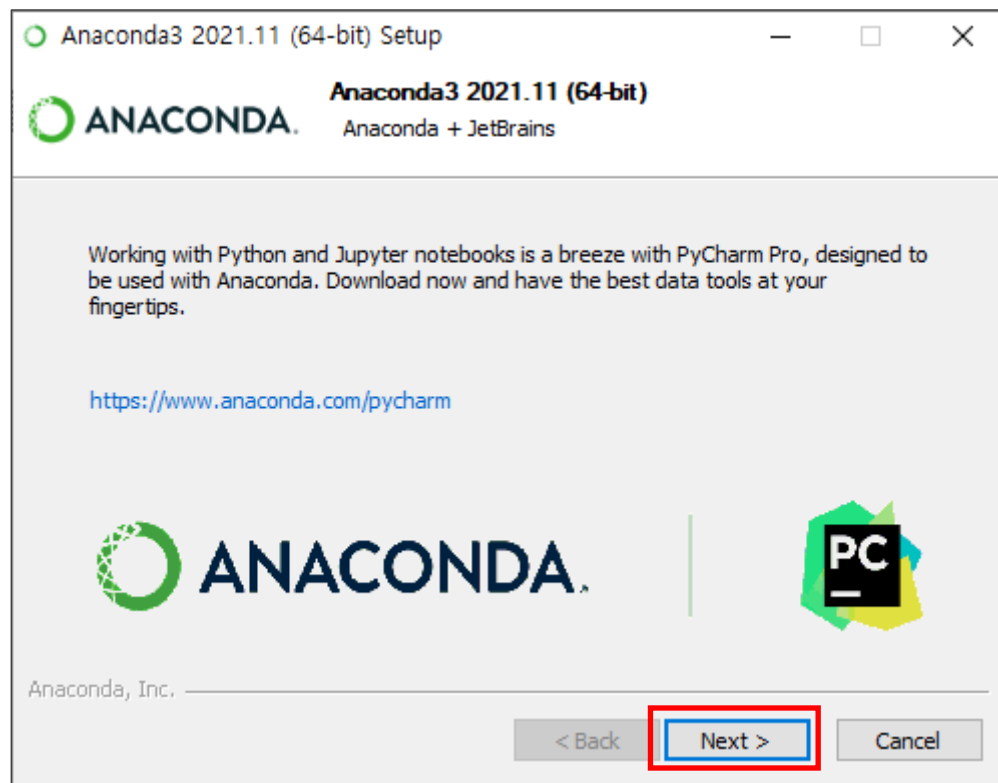 Anaconda3 2021.11 (64-bit) Setup
ANACONDA.
Anaconda3 2021.11 (64-bit)
Anaconda + JetBrains
Working with Python and Jupyter notebooks is a breeze with PyCharm Pro, designed to
be used with Anaconda. Download now and have the best data tools at your
fingertips.
https://www.anaconda.com/pycharm
ANACONDA.
PC
Anaconda, Inc.
< Back
Next >
Cancel